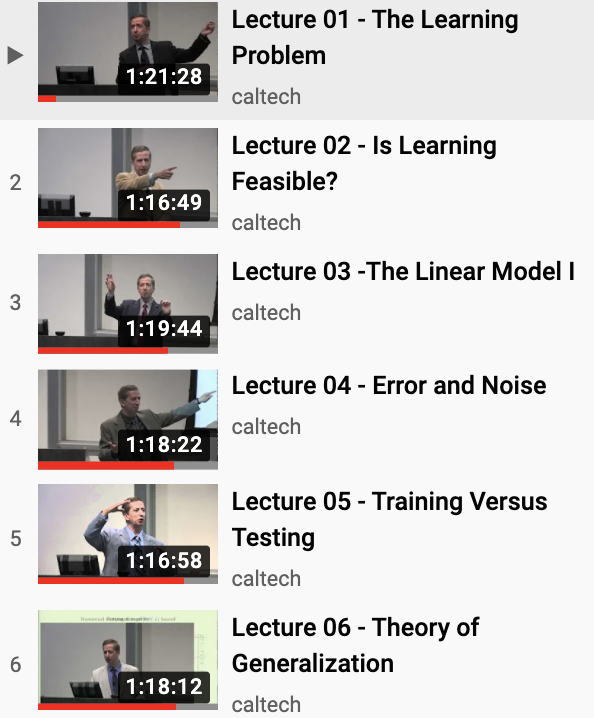 1:21:28
Lecture 01 - The Learning
Problem
caltech
2
1:16:49
Lecture 02 - Is Learning
Feasible?
caltech
3
1:19:44
Lecture 03 -The Linear Model I
caltech
4
1:18:22
Lecture 04 - Error and Noise
caltech
5
1:16:58
Lecture 05 - Training Versus
Testing
caltech
6
1:18:12
Lecture 06 - Theory of
Generalization
caltech